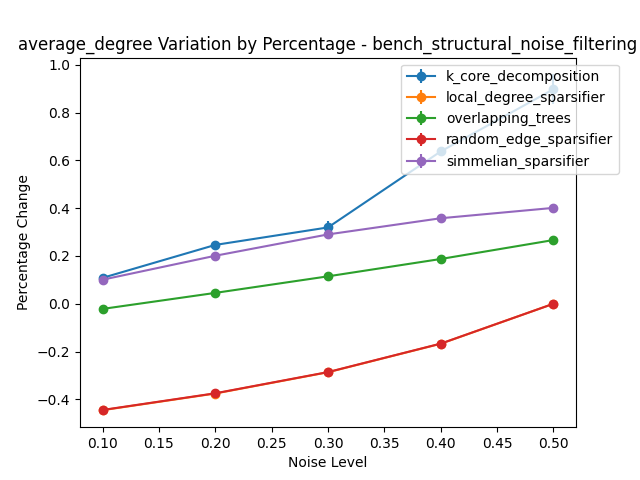 average_degree Variation by Percentage - bench_structural_noise_filtering
1.0
0.8
0.6
0.4
0.2
0.0
−0.2
−0.4
Percentage Change
k_core_decomposition
local_degree_sparsifier
overlapping_trees
random_edge_sparsifier
simmelian_sparsifier
0.10 0.15 0.20 0.25 0.30 0.35 0.40 0.45 0.50
Noise Level